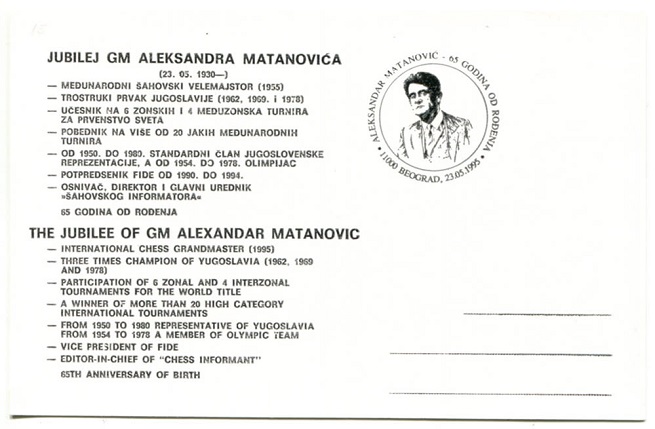 JUBILEJ GM ALEKSANDRA MATANOVIĆA
(23. 05. 1930—)
— MEĐUNARODNI ŠAHOVSKI VELEMAJSTOR (1955)
— TROSTRUKI PRVAK JUGOSLAVIJE (1962, 1969. i 1978)
— UČESNIK NA 6 ZONSKIH I 4 MEĐUZONSKA TURNIRA
ZA PRVENSTVO SVETA
— POBEDNIK NA VIŠE OD 20 JAKIH MEĐUNARODNIH
TURNIRA
— OD 1950. DO 1980. STANDARDNI ČLAN JUGOSLOVENSKE
REPREZENTACIJE, A OD 1954. DO 1978. OLIMPIJAC
— POTPREDSENIK FIDE OD 1990. DO 1994.
— OSNIVAČ, DIREKTOR I GLAVNI UREDNIK
»ŠAHOVSKOG INFORMATORA«
65 GODINA OD ROĐENJA
THE JUBILEE OF GM ALEXANDAR MATANOVIC
— INTERNATIONAL CHESS GRANDMASTER (1995)
— THREE TIMES CHAMPION OF YUGOSLAVIA (1962, 1969
AND 1978)
— PARTICIPATION OF 6 ZONAL AND 4 INTERZONAL
TOURNAMENTS FOR THE WORLD TITLE
— A WINNER OF MORE THAN 20 HIGH CATEGORY
INTERNATIONAL TOURNAMENTS
— FROM 1950 TO 1980 REPRESENTATIVE OF YUGOSLAVIA
FROM 1954 TO 1978 A MEMBER OF OLYMPIC TEAM
— VICE PRESIDENT OF FIDE
— EDITOR-IN-CHIEF OF "CHESS INFORMANT"
65TH ANNIVERSARY OF BIRTH
ALEKSANDAR MATANOVIĆ - 65 GODINA OD ROĐENJA
• 11000 BEOGRAD, 23.05.1995 •